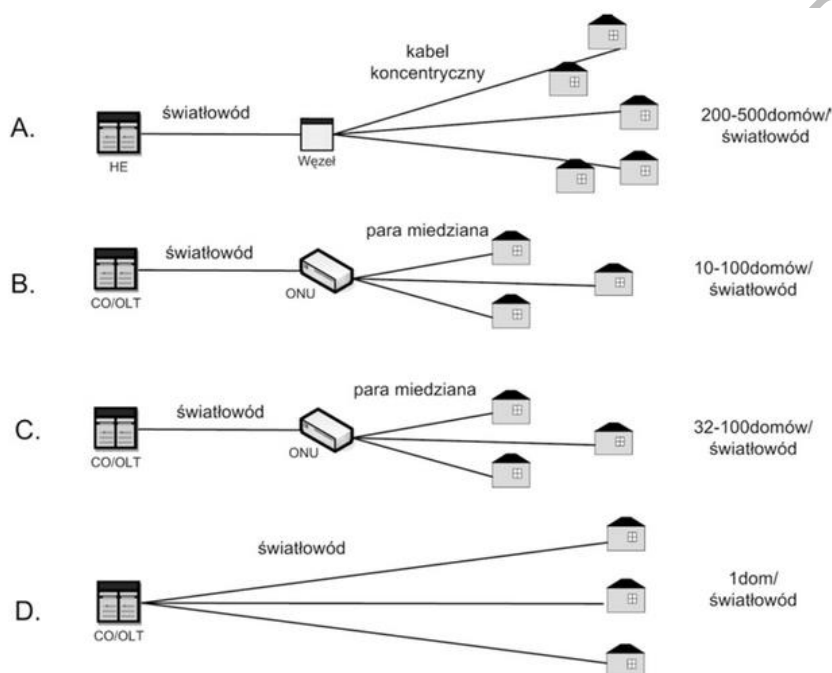 A.
HE
światłowód
Węzeł
kabel
koncentryczny
200-500domów/
światłowód
B.
CO/OLT
światłowód
ONU
para miedziana
10-100domów/
światłowód
C.
CO/OLT
światłowód
ONU
para miedziana
32-100domów/
światłowód
D.
CO/OLT
światłowód
1dom/
światłowód